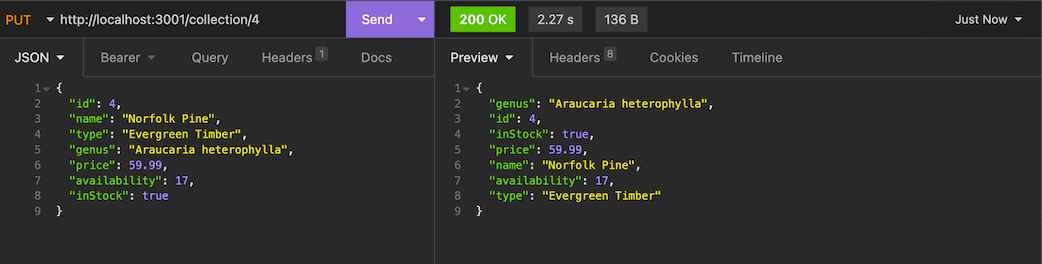 PUT http://localhost:3001/collection/4 Send 200 OK 2.27 s 136 B Just Now
JSON Bearer Query Headers 1 Docs Preview Headers 8 Cookies Timeline
1 {
2 "id": 4,
3 "name": "Norfolk Pine",
4 "type": "Evergreen Timber",
5 "genus": "Araucaria heterophylla",
6 "price": 59.99,
7 "availability": 17,
8 "inStock": true
9 }
1 {
2 "genus": "Araucaria heterophylla",
3 "id": 4,
4 "inStock": true,
5 "price": 59.99,
6 "name": "Norfolk Pine",
7 "availability": 17,
8 "type": "Evergreen Timber"
9 }